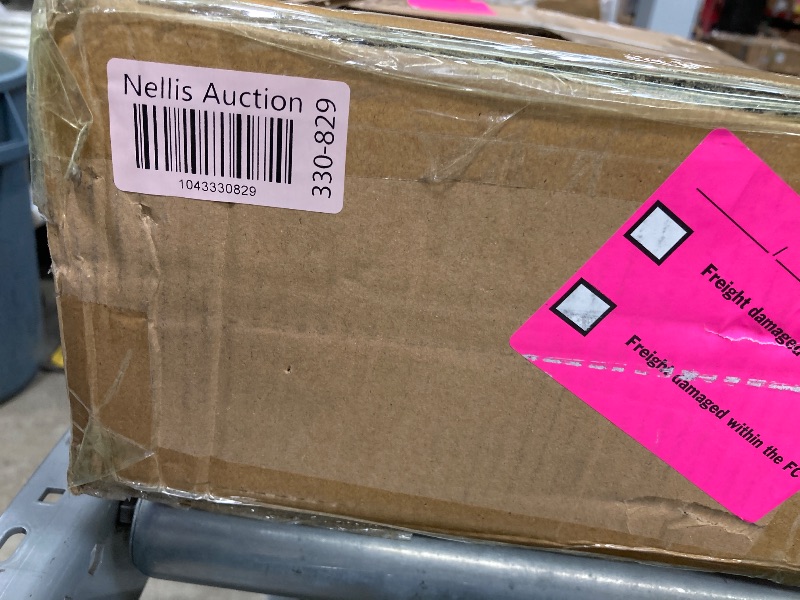 Nellis Auction
330-829
1043330829
Freight damaged
Freight damaged within the FC